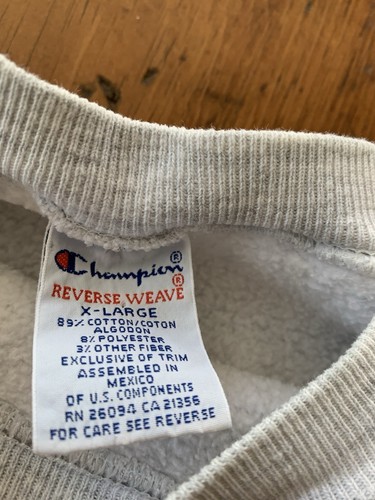 Champion®
REVERSE WEAVE®
X-LARGE
89% COTTON/COTON
ALGODON
8% POLYESTER
3% OTHER FIBER
EXCLUSIVE OF TRIM
ASSEMBLED IN
MEXICO
OF U.S. COMPONENTS
RN 26094 CA 21356
FOR CARE SEE REVERSE